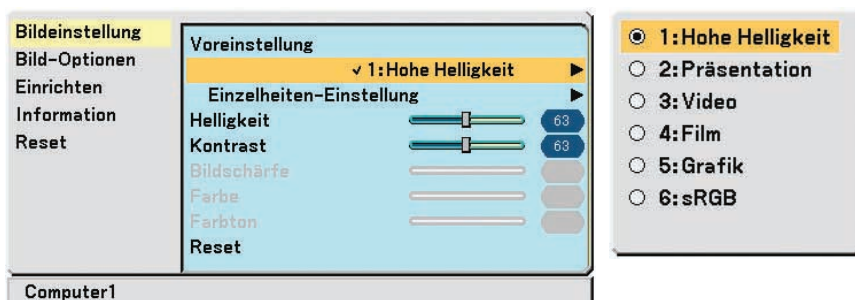 Bildeinstellung
Bild-Optionen
Einrichten
Information
Reset
Voreinstellung
✓ 1:Hohe Helligkeit
Einzelheiten-Einstellung
Helligkeit 63
Kontrast 63
Bildschärfe
Farbe
Farbton
Reset
Computer1
1:Hohe Helligkeit
2:Präsentation
3:Video
4:Film
5:Grafik
6:sRGB